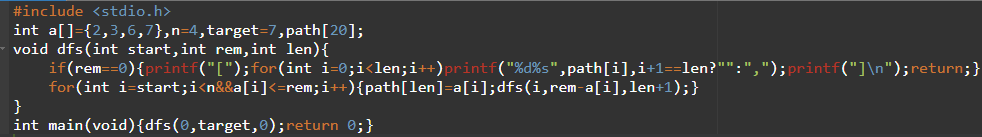 #include <stdio.h>
int a[]={2,3,6,7},n=4,target=7,path[20];
void dfs(int start,int rem,int len){
    if(rem==0){printf("[");for(int i=0;i<len;i++)printf("%d%s",path[i],i+1==len?"":",");printf("]\n");return;}
    for(int i=start;i<n&&a[i]<=rem;i++){path[len]=a[i];dfs(i,rem-a[i],len+1);}
}
int main(void){dfs(0,target,0);return 0;}